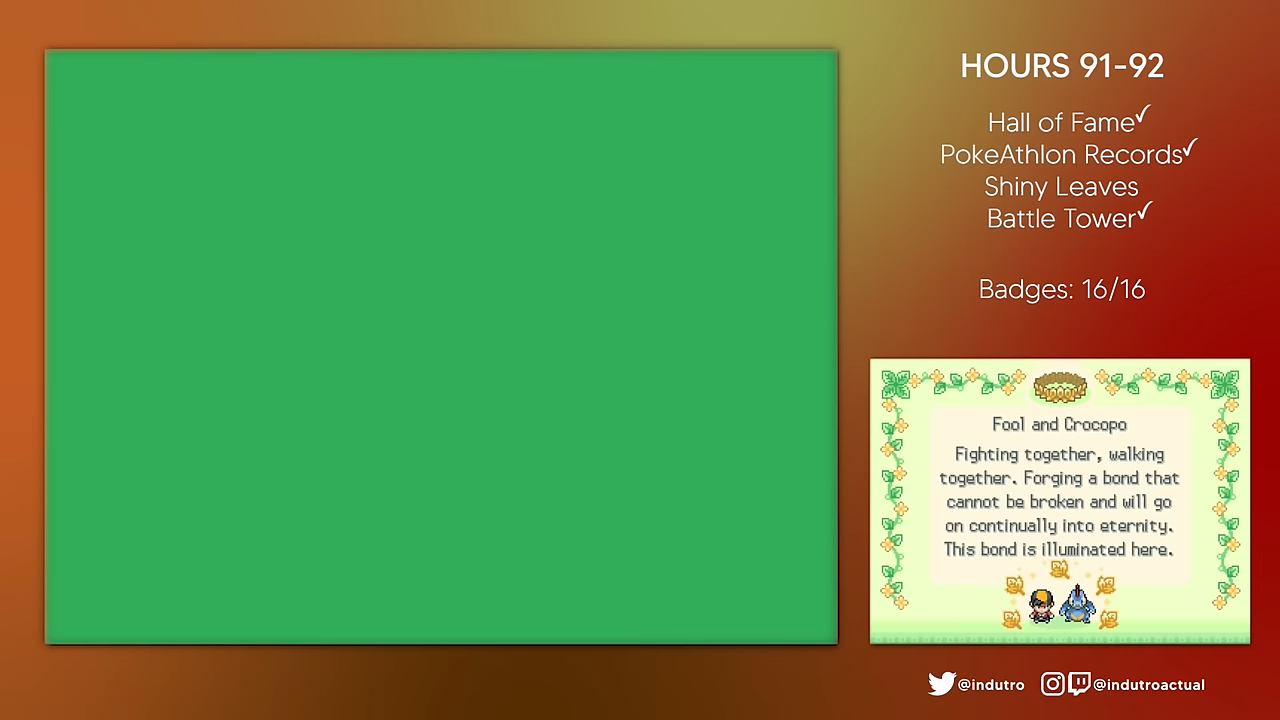 HOURS 91-92
Hall of Fame✓
PokeAthlon Records✓
Shiny Leaves
Battle Tower✓
Badges: 16/16
Fool and Crocopo
Fighting together, walking
together. Forging a bond that
cannot be broken and will go
on continually into eternity.
This bond is illuminated here.
@indutro @indutroactual